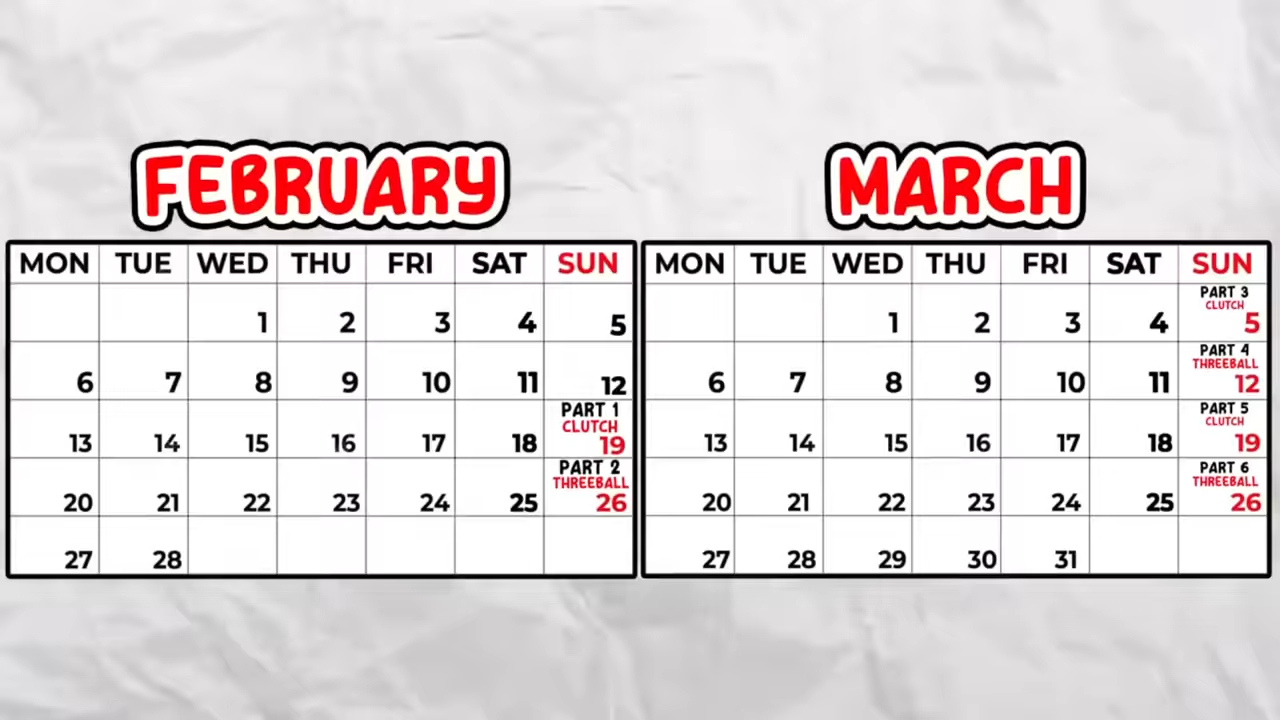 FEBRUARY
MON TUE WED THU FRI SAT SUN
1 2 3 4 5
6 7 8 9 10 11 12
PART 1
CLUTCH
13 14 15 16 17 18 19
PART 2
THREEBALL
20 21 22 23 24 25 26
27 28
MARCH
MON TUE WED THU FRI SAT SUN
PART 3
CLUTCH
1 2 3 4 5
PART 4
THREEBALL
6 7 8 9 10 11 12
PART 5
CLUTCH
13 14 15 16 17 18 19
PART 6
THREEBALL
20 21 22 23 24 25 26
27 28 29 30 31